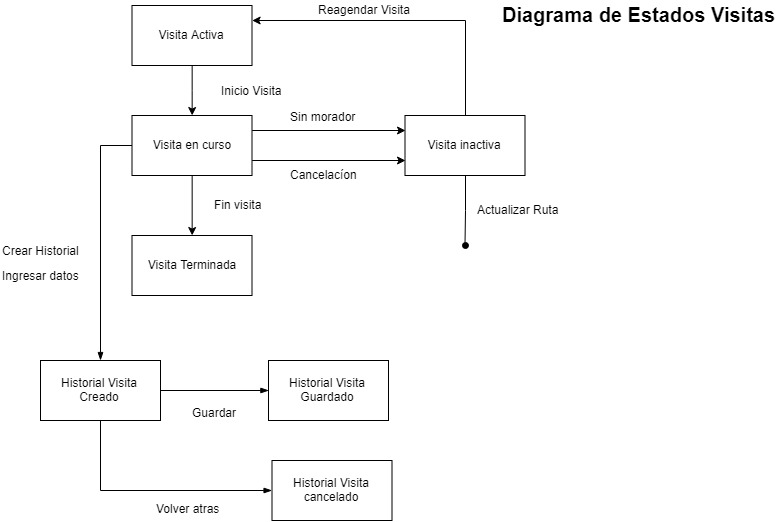 Diagrama de Estados Visitas
Reagendar Visita
Visita Activa
Inicio Visita
Sin morador
Visita en curso
Visita inactiva
Cancelacíon
Fin visita
Actualizar Ruta
Crear Historial
Ingresar datos
Visita Terminada
Historial Visita
Creado
Guardar
Historial Visita
Guardado
Historial Visita
cancelado
Volver atras